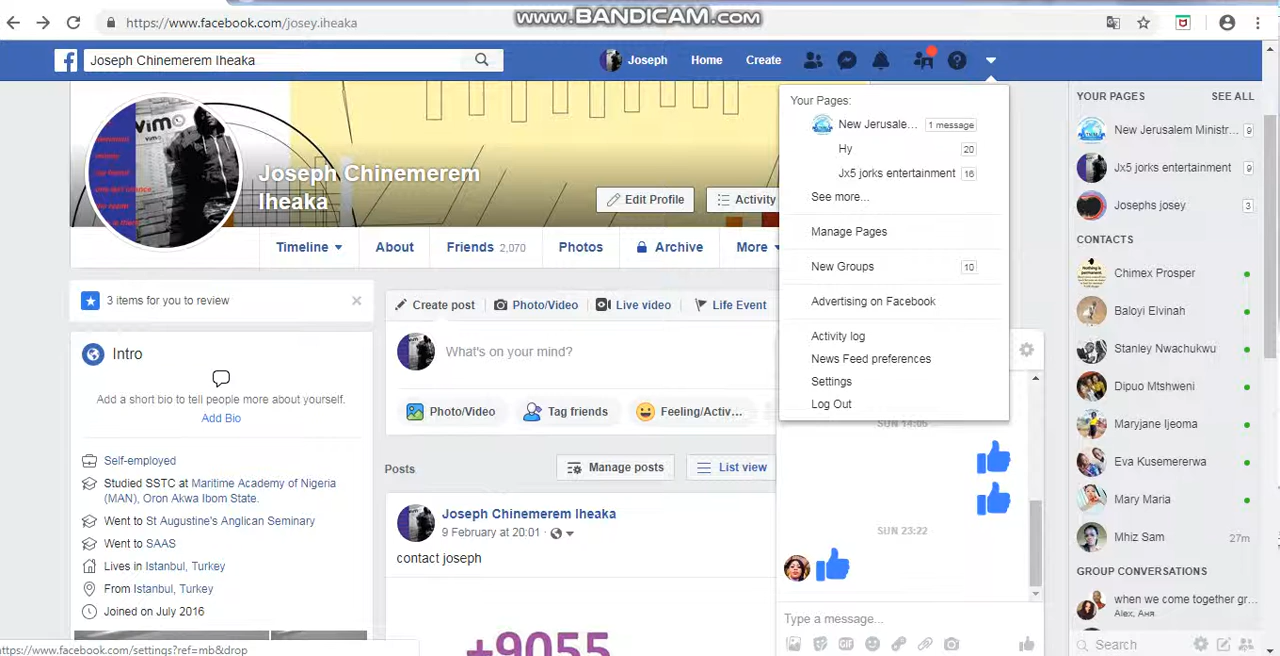 www.BANDICAM.com
https://www.facebook.com/josey.iheaka
Joseph Chinemerem Iheaka
Joseph
Home
Create
vimo
VIMO
Joseph Chinemerem
Iheaka
Edit Profile
Activity
Timeline
About
Friends 2,070
Photos
Archive
More
Your Pages:
New Jerusale... 1 message
Hy 20
Jx5 jorks entertainment 16
See more...
Manage Pages
New Groups 10
Advertising on Facebook
Activity log
News Feed preferences
Settings
Log Out
3 items for you to review
Intro
Add a short bio to tell people more about yourself.
Add Bio
Self-employed
Studied SSTC at Maritime Academy of Nigeria
(MAN), Oron Akwa Ibom State.
Went to St Augustine's Anglican Seminary
Went to SAAS
Lives in Istanbul, Turkey
From Istanbul, Turkey
Joined on July 2016
Create post
Photo/Video
Live video
Life Event
What's on your mind?
Photo/Video
Tag friends
Feeling/Activ...
Posts
Manage posts
List view
Joseph Chinemerem Iheaka
9 February at 20:01 ·
contact joseph
+9055
SUN 14:05
SUN 23:22
Type a message...
GIF
YOUR PAGES SEE ALL
New Jerusalem Ministr... 9
Jx5 jorks entertainment 9
Josephs josey 3
CONTACTS
Chimex Prosper
Baloyi Elvinah
Stanley Nwachukwu
Dipuo Mtshweni
Maryjane Ijeoma
Eva Kusemererwa
Mary Maria
Mhiz Sam 27m
GROUP CONVERSATIONS
when we come together gr...
Alex, Аня
Search
https://www.facebook.com/settings?ref=mb&drop